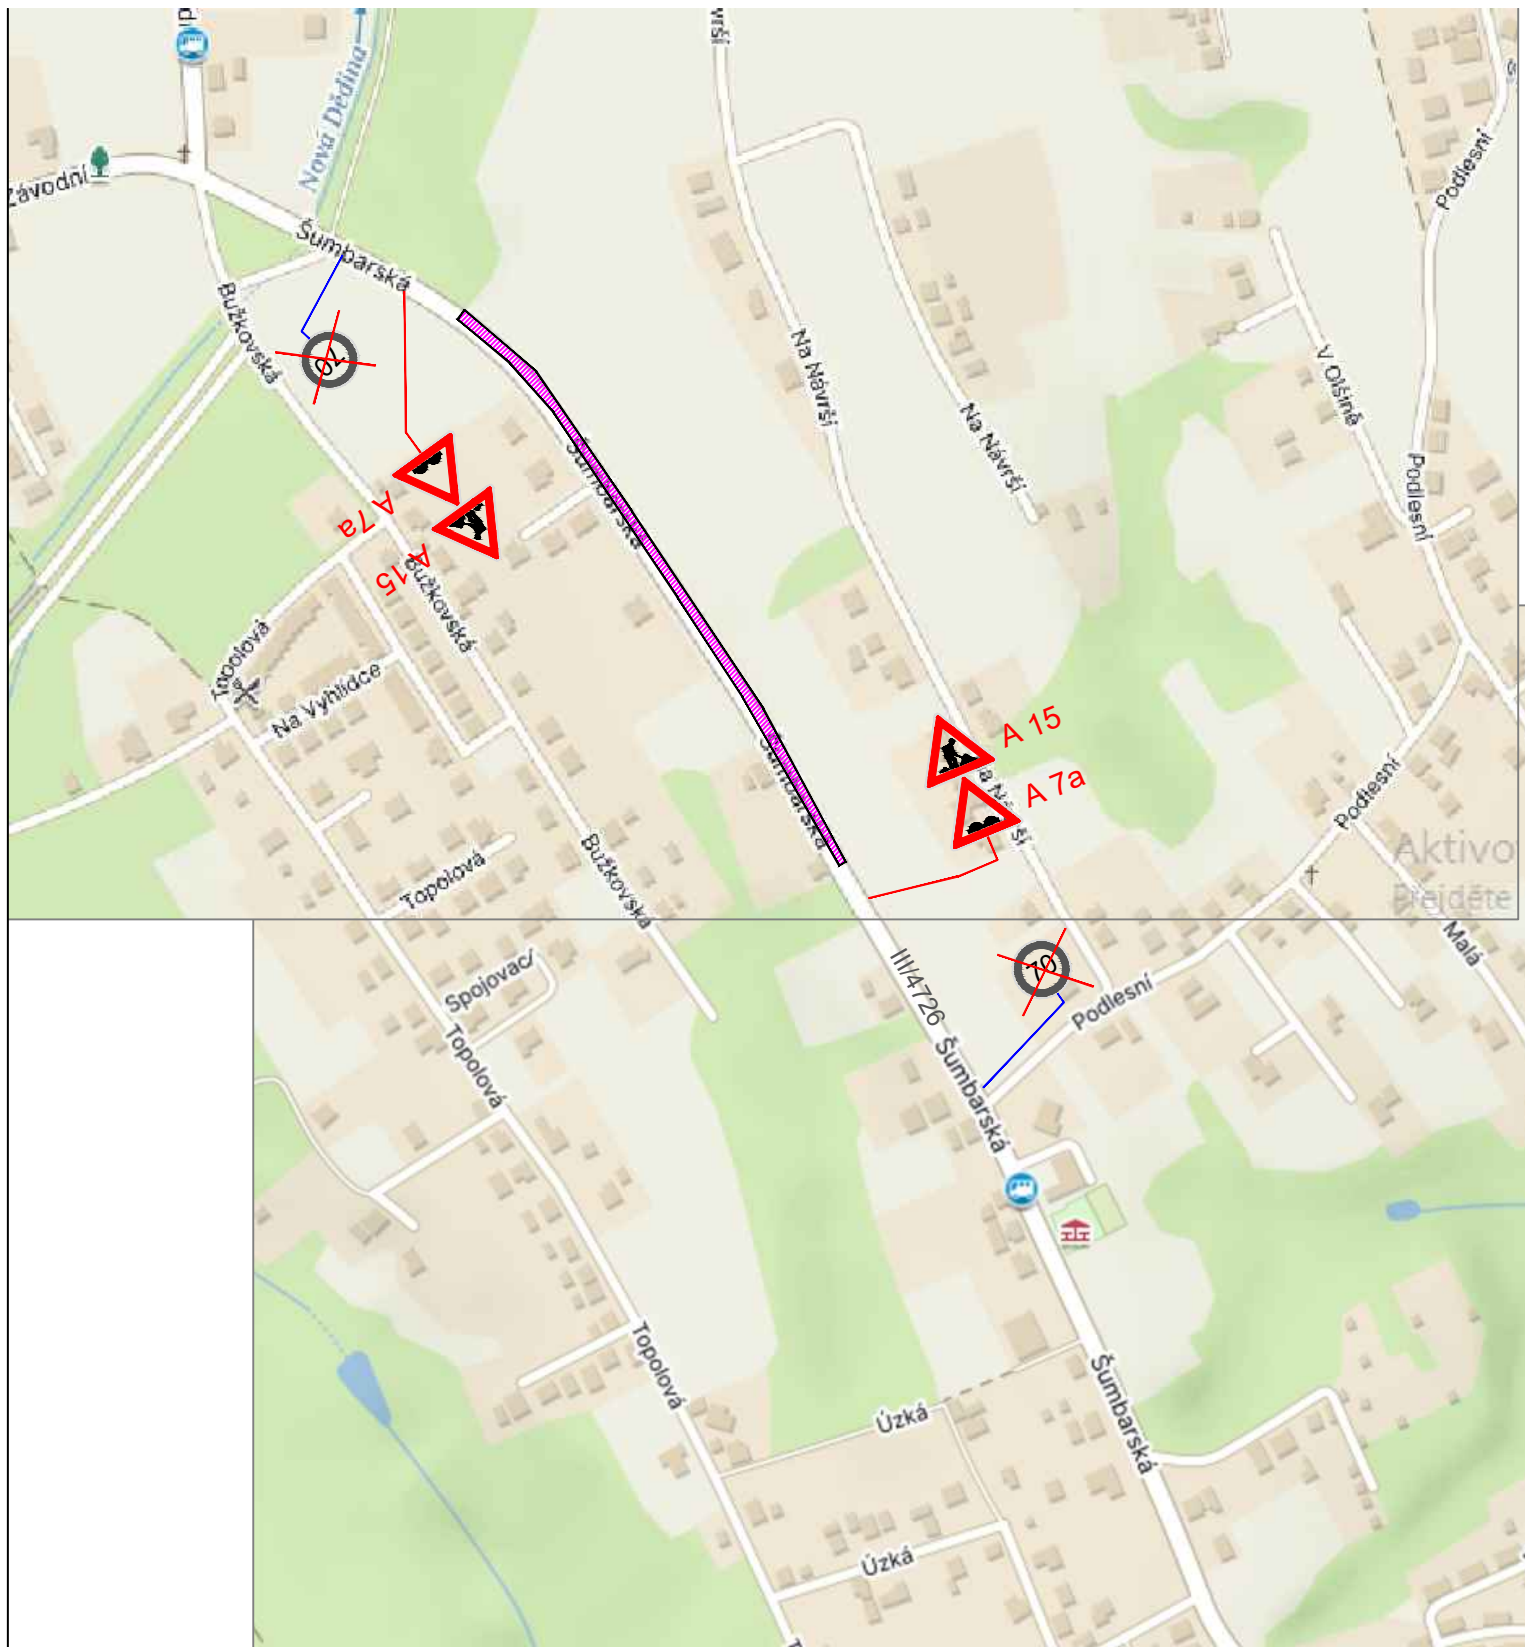 Nová Dědina
Závodní
Šumbarská
Bužkovská
70
A 7a
A 15
Bužkovská
Šumbarská
Topolová
Na Vyhlídce
Na Návrší
Na Návrší
Podlesní
V Olšině
Podlesní
Šumbarská
A 15
A 7a
Podlesní
Aktivo
Přejděte
Topolová
Bužkovská
Malá
Spojovací
Topolová
III/4726
70
Podlesní
Šumbarská
Topolová
Šumbarská
Úzká
Úzká